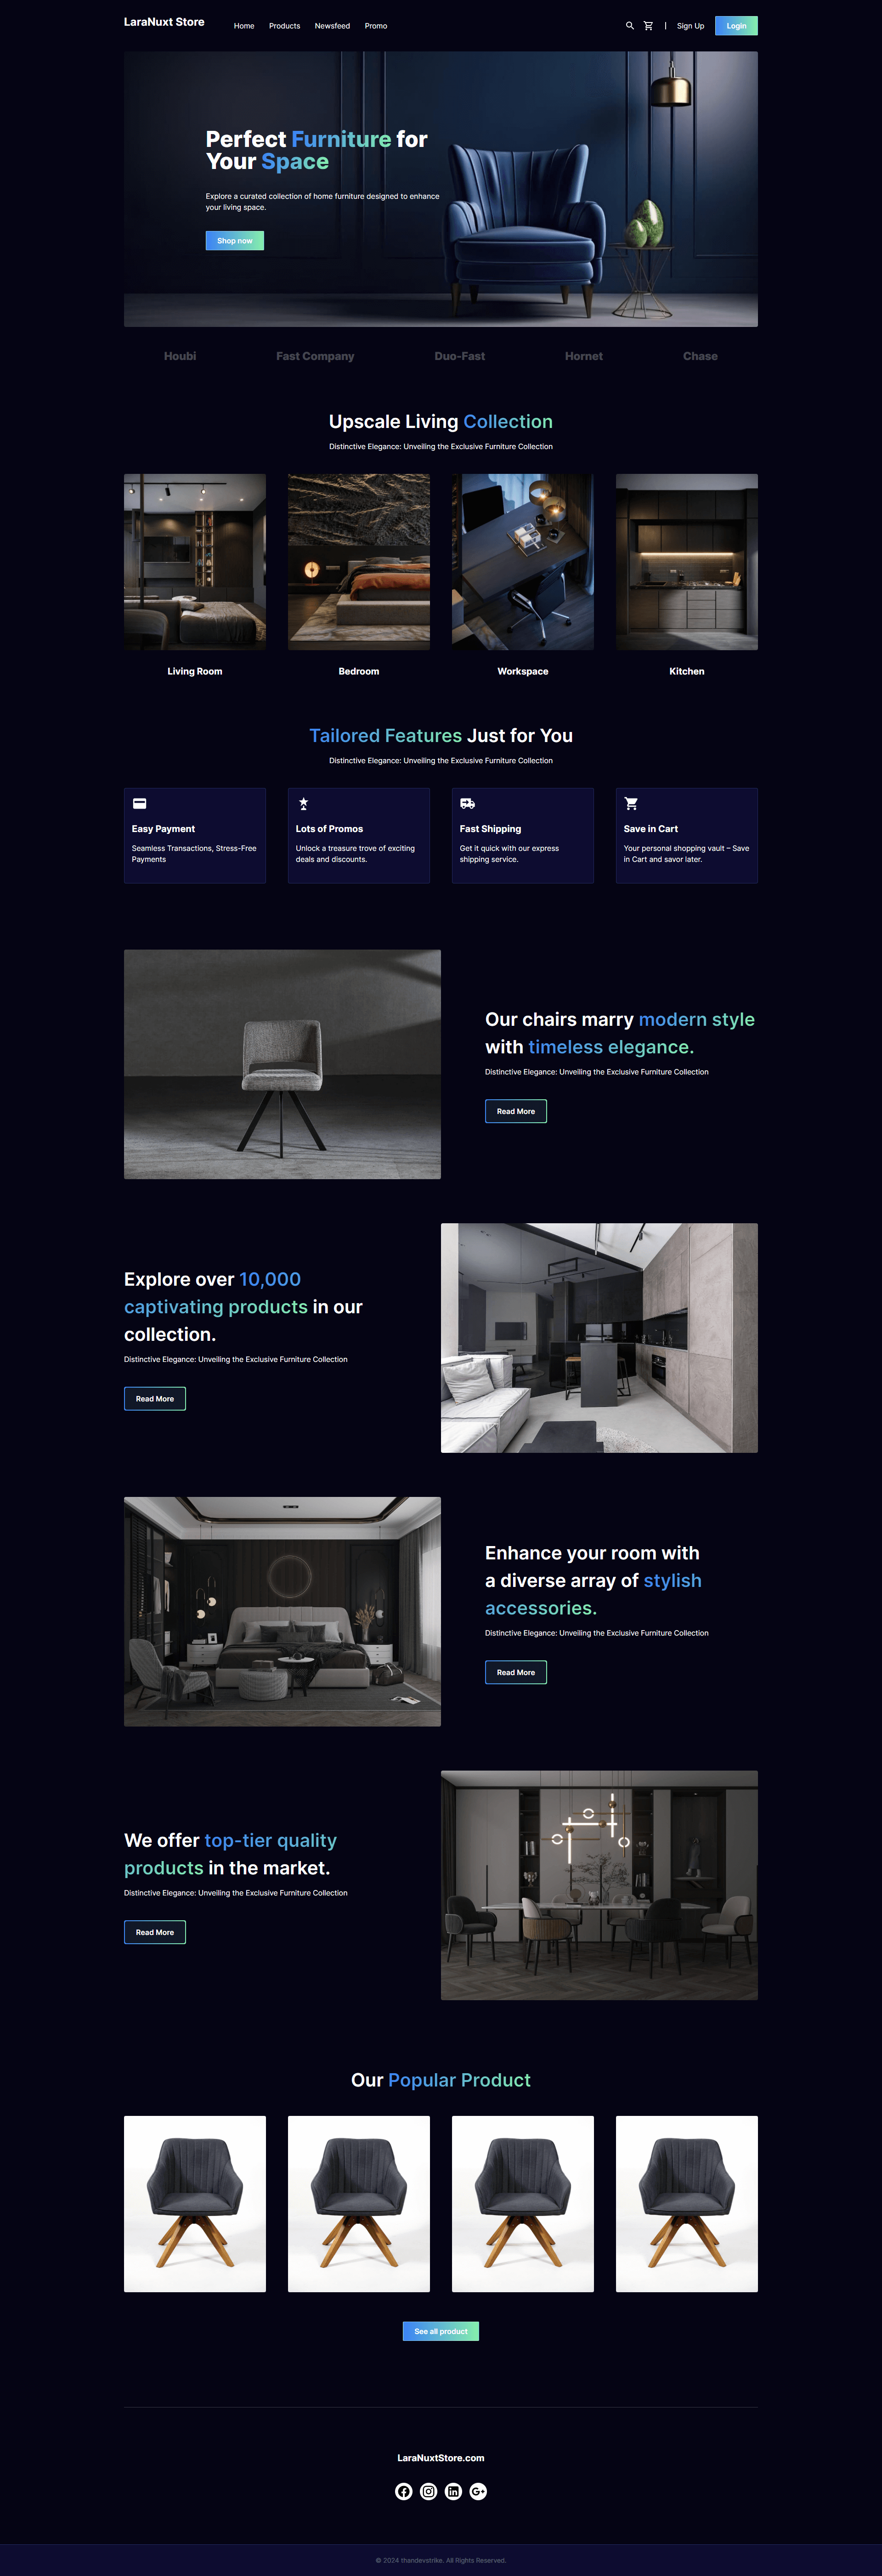 LaraNuxt Store
Home Products Newsfeed Promo
| Sign Up Login
Perfect Furniture for
Your Space
Explore a curated collection of home furniture designed to enhance
your living space.
Shop now
Houbi Fast Company Duo-Fast Hornet Chase
Upscale Living Collection
Distinctive Elegance: Unveiling the Exclusive Furniture Collection
Living Room Bedroom Workspace Kitchen
Tailored Features Just for You
Distinctive Elegance: Unveiling the Exclusive Furniture Collection
Easy Payment
Seamless Transactions, Stress-Free
Payments
Lots of Promos
Unlock a treasure trove of exciting
deals and discounts.
Fast Shipping
Get it quick with our express
shipping service.
Save in Cart
Your personal shopping vault – Save
in Cart and savor later.
Our chairs marry modern style
with timeless elegance.
Distinctive Elegance: Unveiling the Exclusive Furniture Collection
Read More
Explore over 10,000
captivating products in our
collection.
Distinctive Elegance: Unveiling the Exclusive Furniture Collection
Read More
Enhance your room with
a diverse array of stylish
accessories.
Distinctive Elegance: Unveiling the Exclusive Furniture Collection
Read More
We offer top-tier quality
products in the market.
Distinctive Elegance: Unveiling the Exclusive Furniture Collection
Read More
Our Popular Product
See all product
LaraNuxtStore.com
© 2024 thandevstrike. All Rights Reserved.